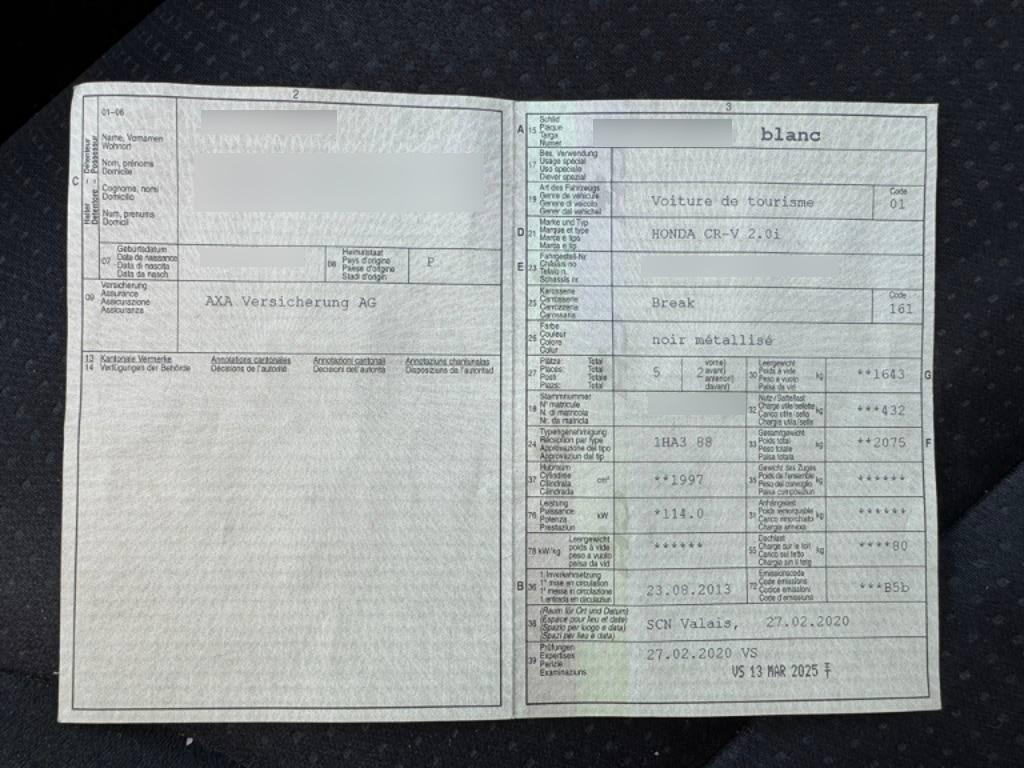 2
01-06
Halter - Détenteur
Detentore - Possessur
C
Name, Vornamen
Wohnort
Nom, prénoms
Domicile
Cognome, nomi
Domicilio
Num, prenums
Domicil
07
Geburtsdatum
Date de naissance
Data di nascita
Data da nasch.
08
Heimatstaat
Pays d'origine
Paese d'origine
Stadi d'origin
P
09
Versicherung
Assurance
Assicurazione
Assicuranza
AXA Versicherung AG
13 Kantonale Vermerke Annotations cantonales Annotazioni cantonali Annotaziuns chantunalas
14 Verfügungen der Behörde Décisions de l'autorité Decisioni dell'autorità Disposiziuns da l'autoritad
3
A 15
Schild
Plaque
Targa
Numer
blanc
17
Bes. Verwendung
Usage spécial
Uso speciale
Diever spezial
19
Art des Fahrzeugs
Genre de véhicule
Genere di veicolo
Gener dal vehichel
Voiture de tourisme
Code
01
D 21
Marke und Typ
Marque et type
Marca e tipo
Marca e tip
HONDA CR-V 2.0i
E 23
Fahrgestell-Nr.
Châssis no
Telaio n.
Schassis nr.
25
Karosserie
Carrosserie
Carrozzeria
Carossaria
Break
Code
161
26
Farbe
Couleur
Colore
Colur
noir métallisé
27
Plätze: Total
Places: Total
Posti: Totale
Plazs: Total
5
2
vorne)
avant)
anteriori)
davant)
30
Leergewicht
Poids à vide
Peso a vuoto
Paisa da vid
kg
**1643
G
18
Stammnummer
N° matricule
N. di matricola
Nr. da matricla
32
Nutz-/Sattellast
Charge utile/sellette
Carico utile/sella
Chargia utila/sella
kg
***432
24
Typengenehmigung
Réception par type
Approvazione del tipo
Approvaziun dal tip
1HA3 88
33
Gesamtgewicht
Poids total
Peso totale
Paisa totala
**2075
F
37
Hubraum
Cylindrée
Cilindrata
Cilindrada
cm³
**1997
35
Gewicht des Zuges
Poids de l'ensemble
Peso del convoglio
Paisa cumposiziun
kg
******
76
Leistung
Puissance
Potenza
Prestaziun
kW
*114.0
31
Anhängelast
Poids remorquable
Carico rimorchiato
Chargia annexa
kg
******
78 kW/kg
Leergewicht
poids à vide
peso a vuoto
paisa da vid
******
55
Dachlast
Charge sur le toit
Carico sul tetto
Chargia sin il tetg
kg
****80
B 36
1. Inverkehrsetzung
1re mise en circulation
1a messa in circolazione
1. entrada en circulaziun
23.08.2013
72
Emissionscode
Code émissions
Codice emissioni
Code d'emissiuns
***B5b
38
(Raum für Ort und Datum)
(Espace pour lieu et date)
(Spazio per luogo e data)
(Spazi per lieu e data)
SCN Valais, 27.02.2020
39
Prüfungen
Expertises
Perizie
Examinaziuns
27.02.2020 VS
VS 13 MAR 2025